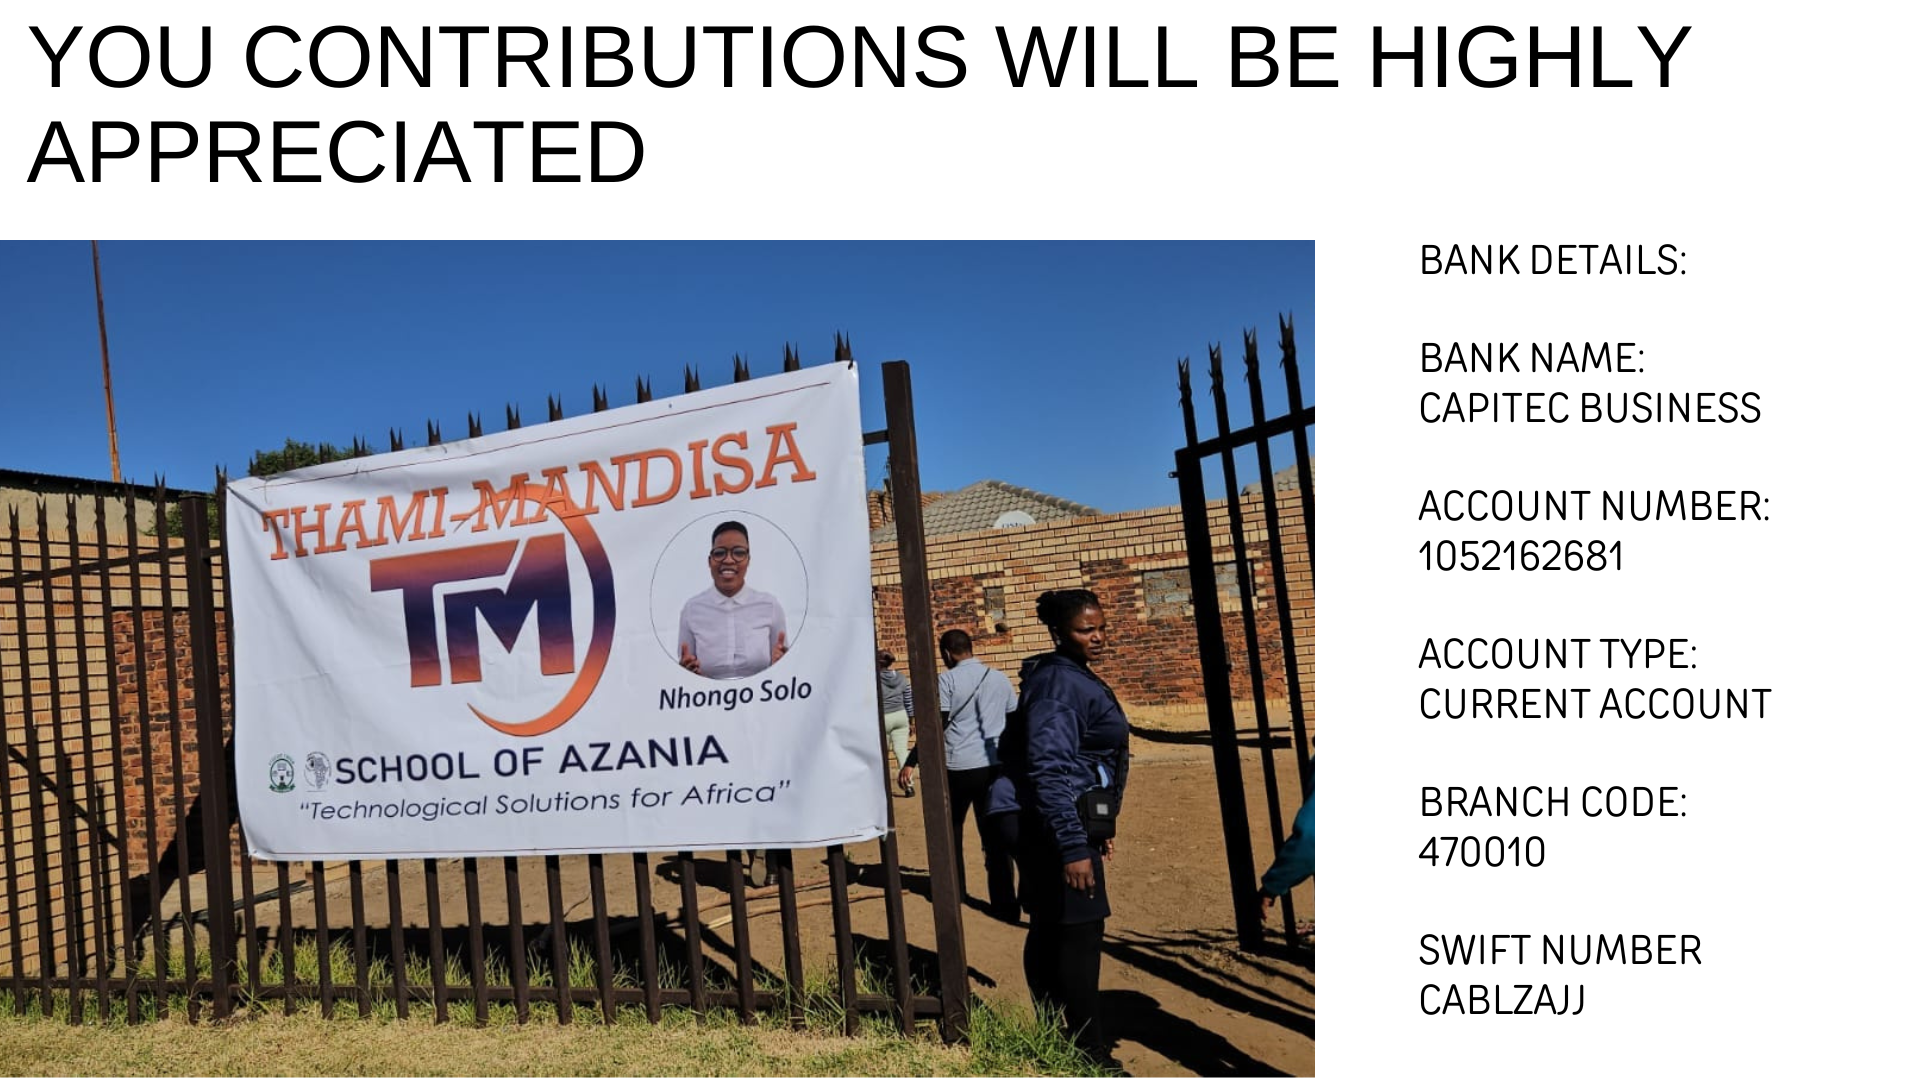 YOU CONTRIBUTIONS WILL BE HIGHLY
APPRECIATED
THAMI-MANDISA
TM
Nhongo Solo
SCHOOL OF AZANIA
“Technological Solutions for Africa”
BANK DETAILS:
BANK NAME:
CAPITEC BUSINESS
ACCOUNT NUMBER:
1052162681
ACCOUNT TYPE:
CURRENT ACCOUNT
BRANCH CODE:
470010
SWIFT NUMBER
CABLZAJJ